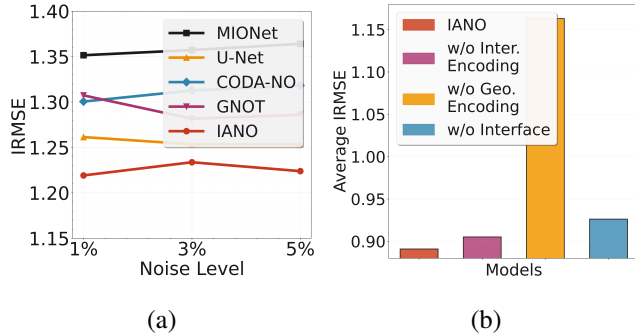 1.40
1.35
1.30
1.25
1.20
1.15
IRMSE
MIONet
U-Net
CODA-NO
GNOT
IANO
1% 3% 5%
Noise Level
(a)
1.15
1.10
1.05
1.00
0.95
0.90
Average IRMSE
IANO
w/o Inter.
Encoding
w/o Geo.
Encoding
w/o Interface
Models
(b)